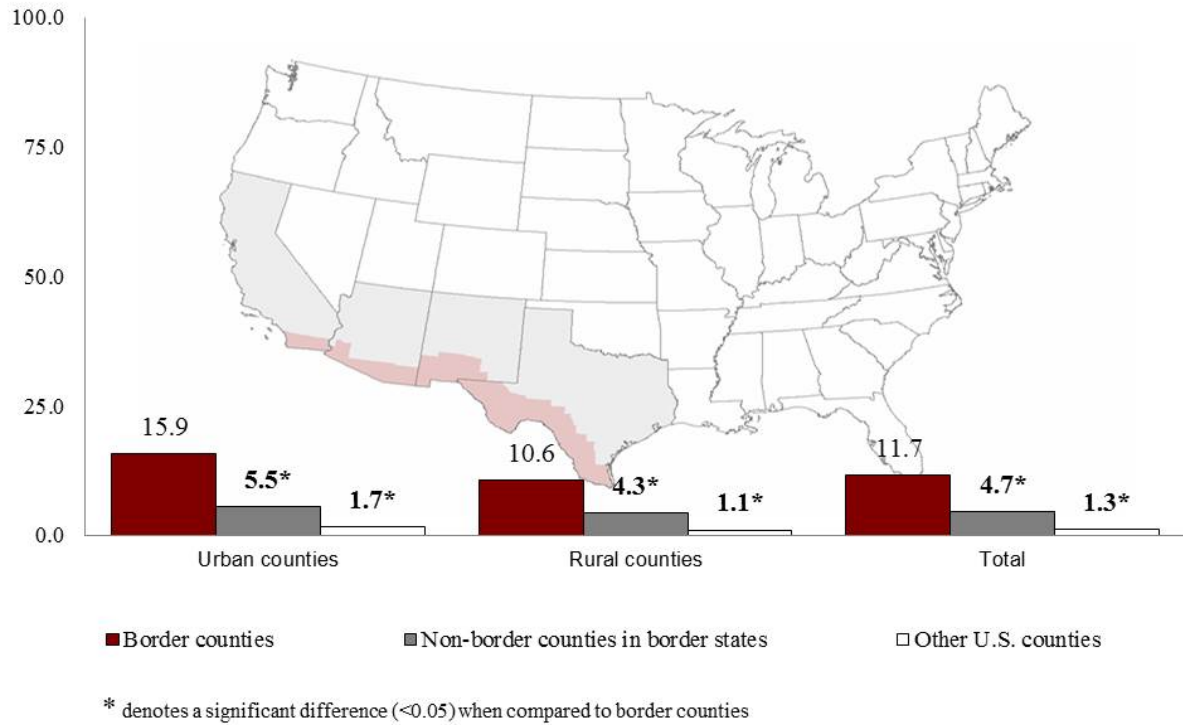 100.0
75.0
50.0
25.0
0.0
15.9
5.5*
1.7*
10.6
4.3*
1.1*
11.7
4.7*
1.3*
Urban counties
Rural counties
Total
Border counties
Non-border counties in border states
Other U.S. counties
* denotes a significant difference (<0.05) when compared to border counties